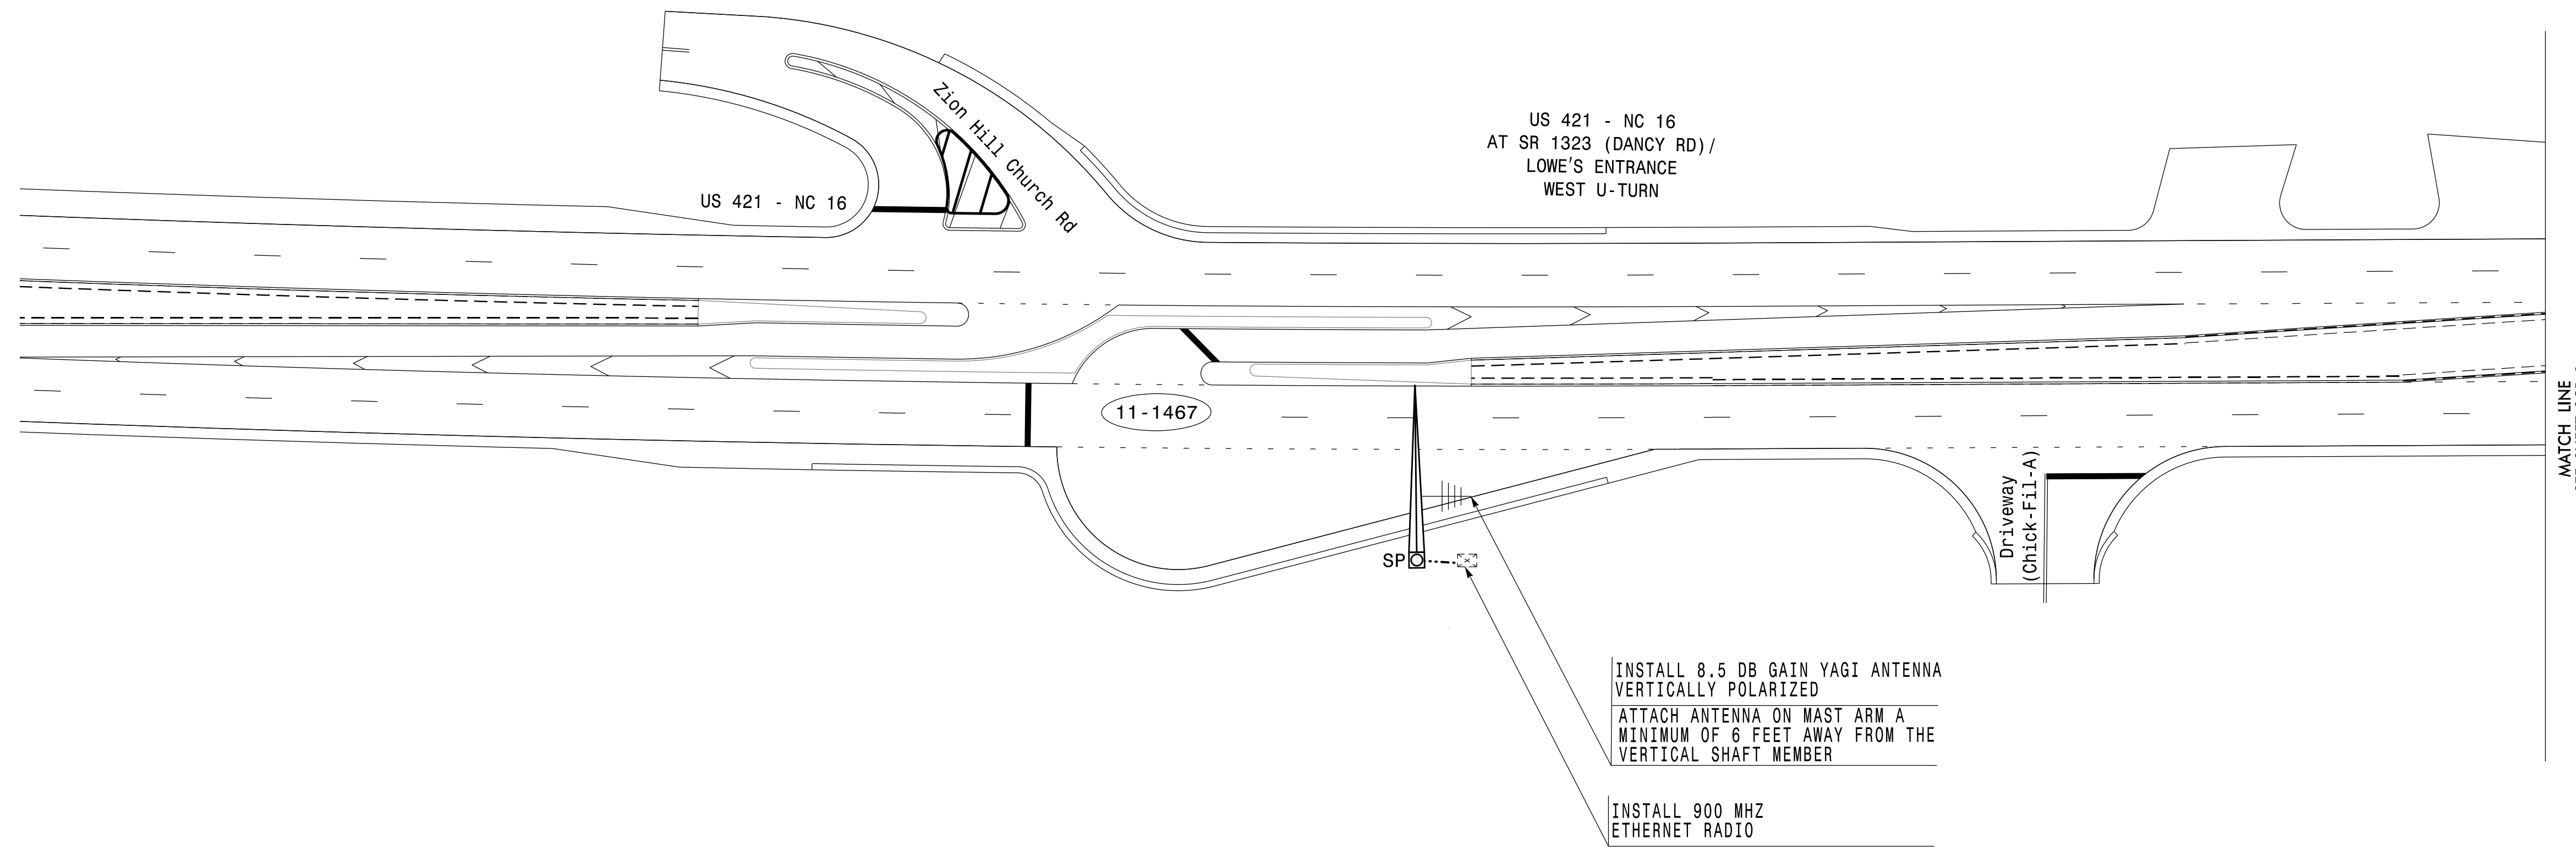 Zion Hill Church Rd
US 421 - NC 16
AT SR 1323 (DANCY RD)/
LOWE'S ENTRANCE
WEST U-TURN
US 421 - NC 16
11-1467
SP
Driveway
(Chick-Fil-A)
MATCH LINE
INSTALL 8.5 DB GAIN YAGI ANTENNA
VERTICALLY POLARIZED
ATTACH ANTENNA ON MAST ARM A
MINIMUM OF 6 FEET AWAY FROM THE
VERTICAL SHAFT MEMBER
INSTALL 900 MHZ
ETHERNET RADIO